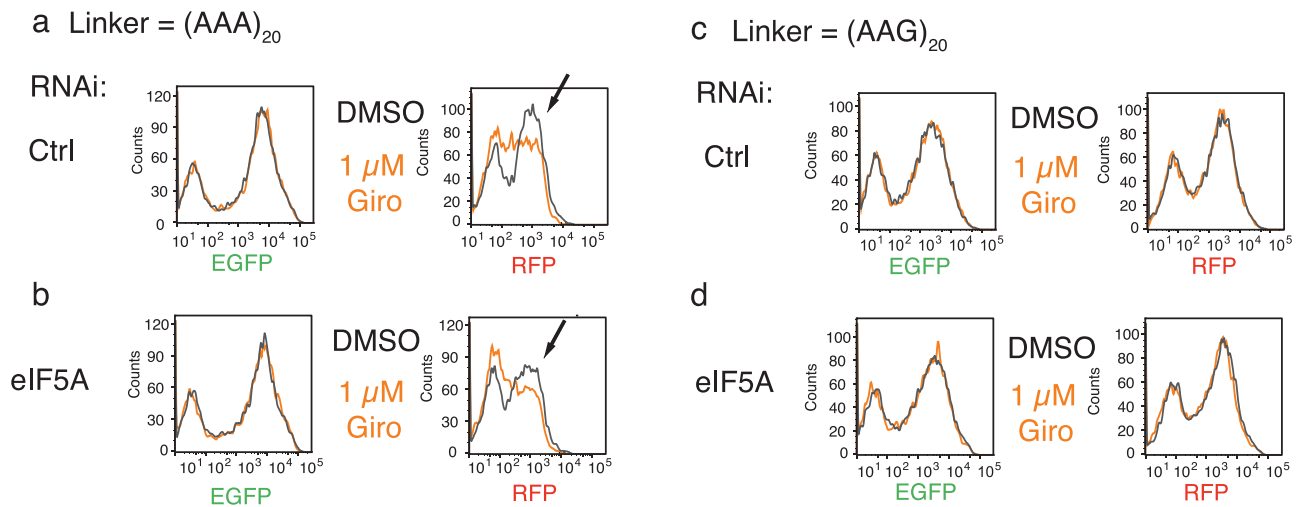 a Linker = (AAA)20
RNAi:
Ctrl
120
90
60
30
0
Counts
10^1 10^2 10^3 10^4 10^5
EGFP
DMSO
1 µM
Giro
100
80
60
40
20
0
Counts
10^1 10^2 10^3 10^4 10^5
RFP
b
eIF5A
120
90
60
30
0
Counts
10^1 10^2 10^3 10^4 10^5
EGFP
DMSO
1 µM
Giro
120
90
60
30
0
Counts
10^1 10^2 10^3 10^4 10^5
RFP
c Linker = (AAG)20
RNAi:
Ctrl
100
80
60
40
20
0
Counts
10^1 10^2 10^3 10^4 10^5
EGFP
DMSO
1 µM
Giro
100
80
60
40
20
0
Counts
10^1 10^2 10^3 10^4 10^5
RFP
d
eIF5A
100
80
60
40
20
0
Counts
10^1 10^2 10^3 10^4 10^5
EGFP
DMSO
1 µM
Giro
100
80
60
40
20
0
Counts
10^1 10^2 10^3 10^4 10^5
RFP